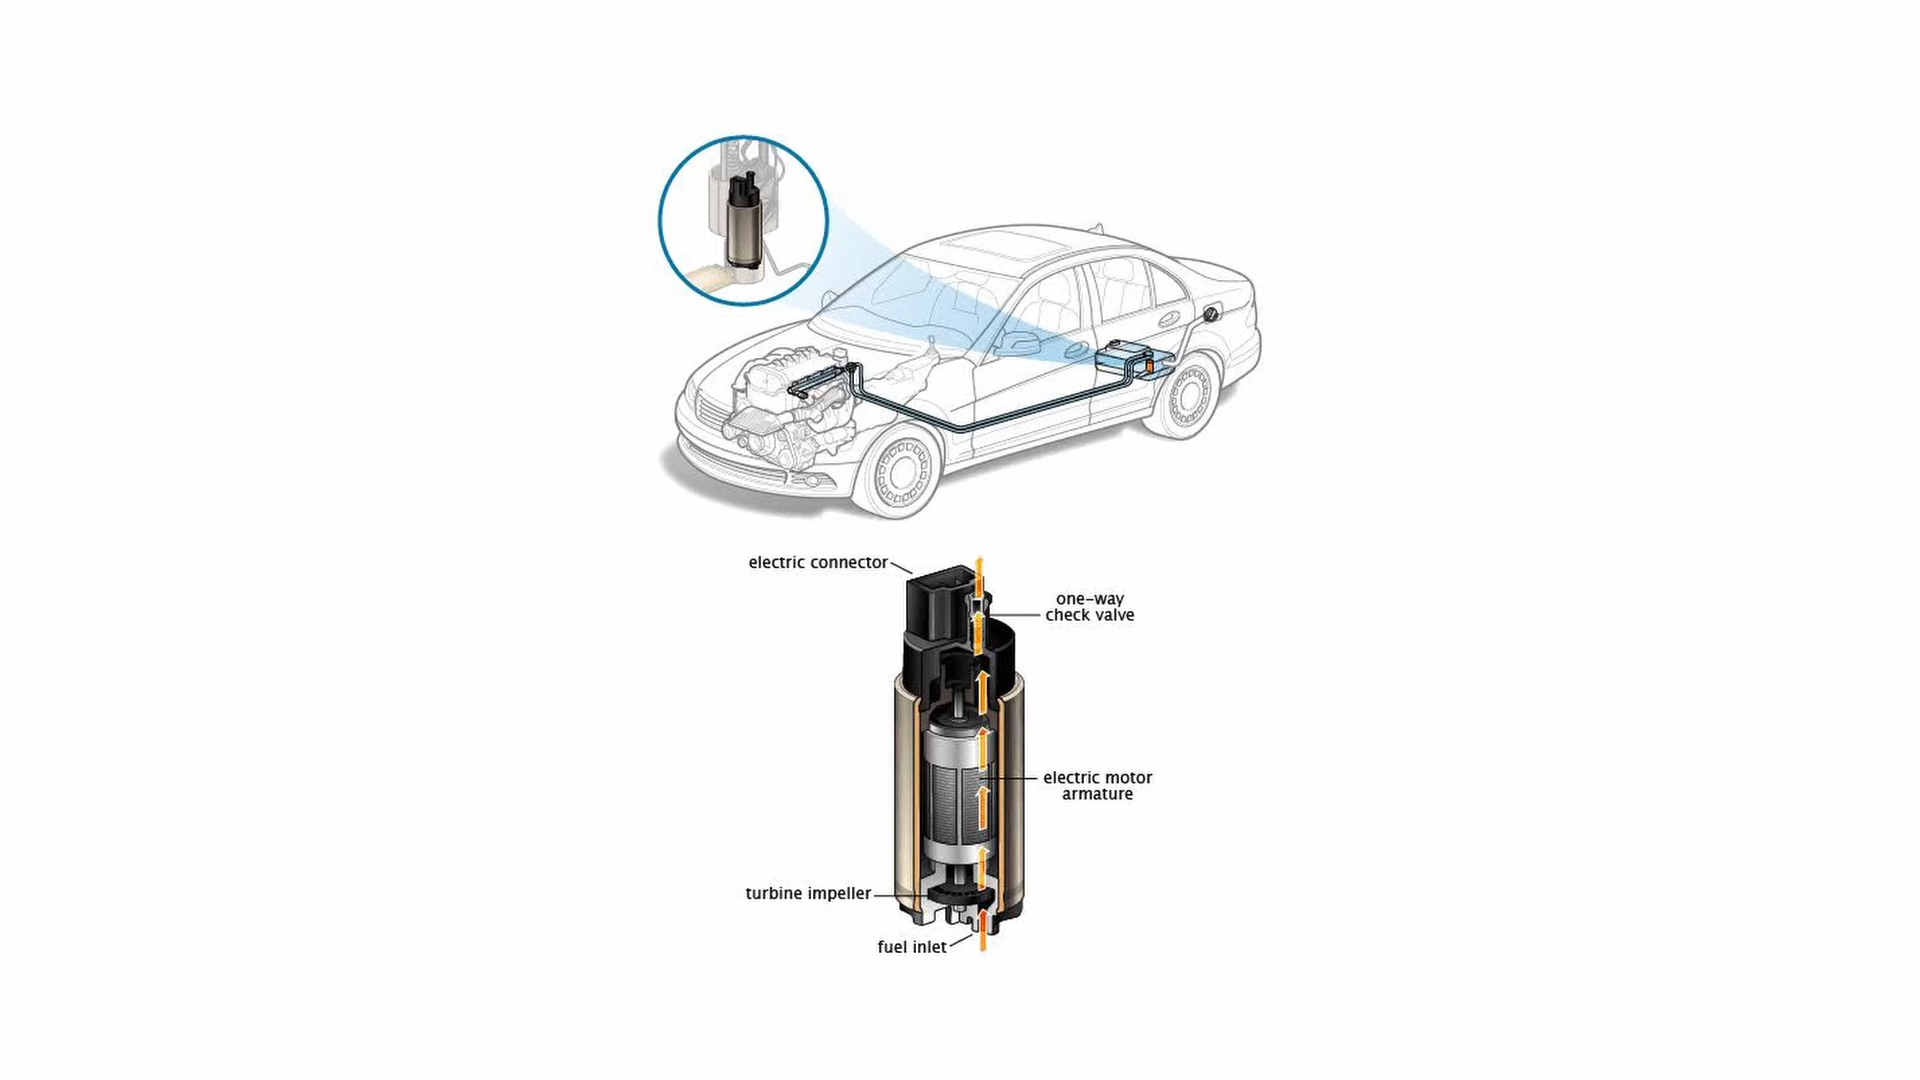 electric connector
one-way
check valve
electric motor
armature
turbine impeller
fuel inlet